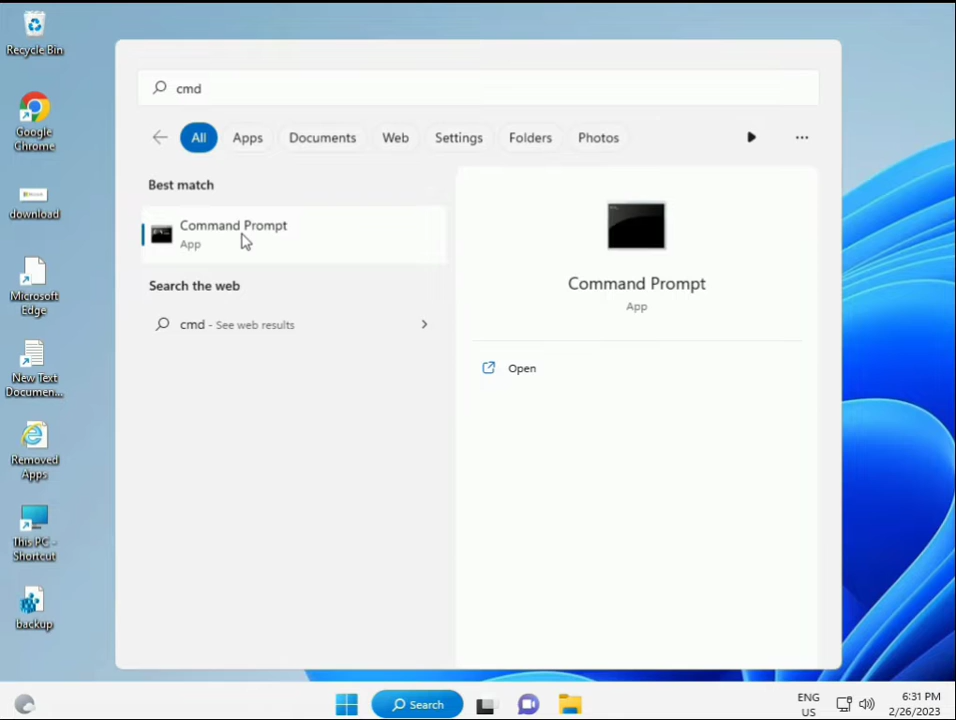 Recycle Bin
Google
Chrome
download
Microsoft
Edge
New Text
Documen...
Removed
Apps
This PC -
Shortcut
backup
cmd
All
Apps
Documents
Web
Settings
Folders
Photos
Best match
Command Prompt
App
Search the web
cmd - See web results
Command Prompt
App
Open
Search
ENG
US
6:31 PM
2/26/2023